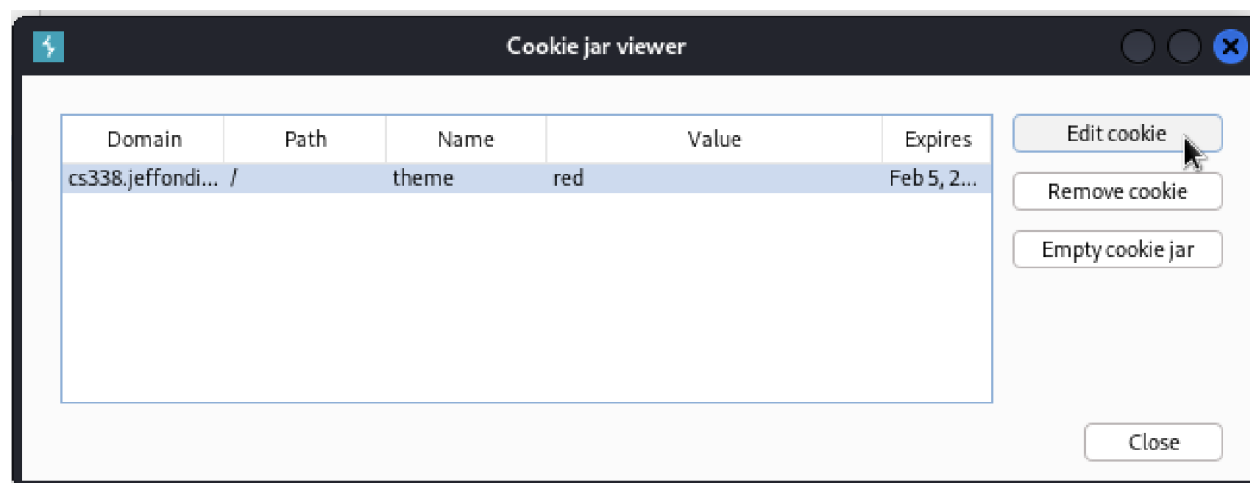 Cookie jar viewer
Domain Path Name Value Expires
cs338.jeffondi... / theme red Feb 5, 2...
Edit cookie
Remove cookie
Empty cookie jar
Close